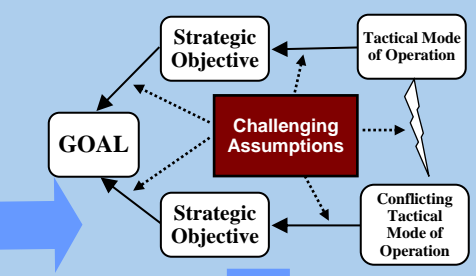 Strategic
Objective
Tactical Mode
of Operation
GOAL
Challenging
Assumptions
Strategic
Objective
Conflicting
Tactical
Mode of
Operation